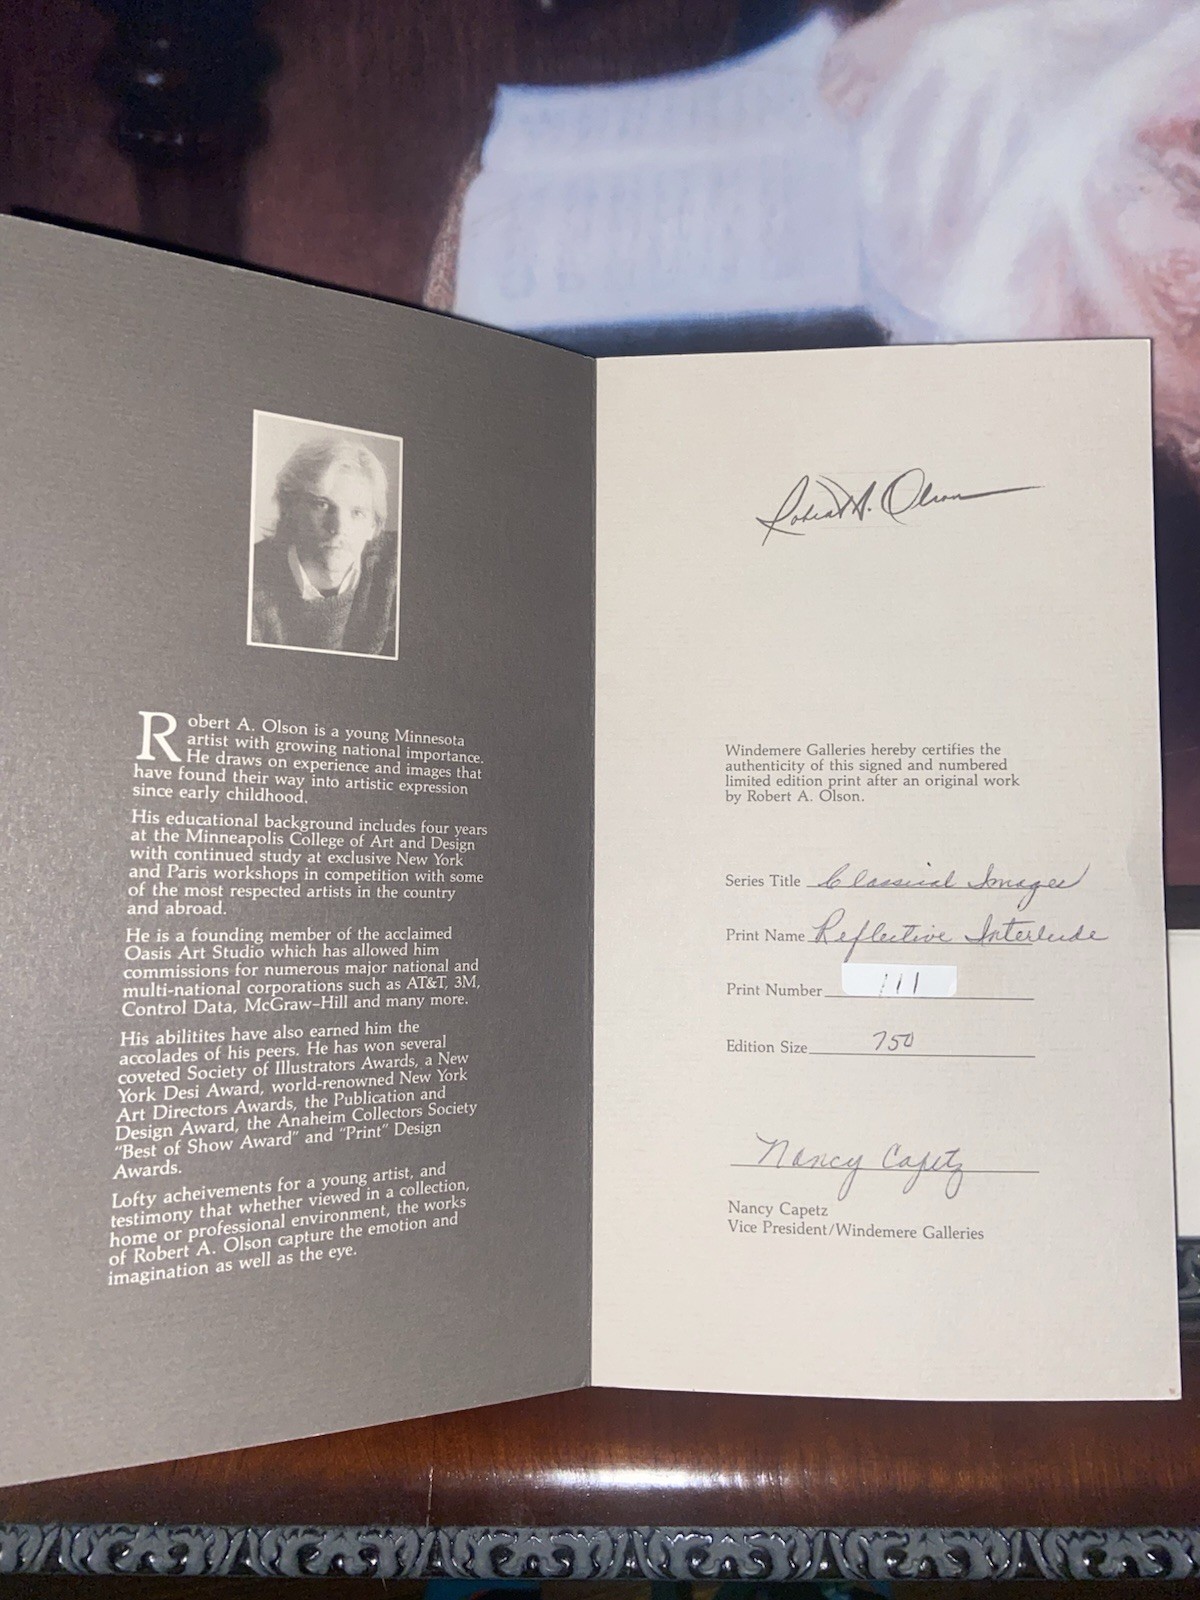 Robert A. Olson is a young Minnesota
artist with growing national importance.
He draws on experience and images that
have found their way into artistic expression
since early childhood.
His educational background includes four years
at the Minneapolis College of Art and Design
with continued study at exclusive New York
and Paris workshops in competition with some
of the most respected artists in the country
and abroad.
He is a founding member of the acclaimed
Oasis Art Studio which has allowed him
commissions for numerous major national and
multi-national corporations such as AT&T, 3M,
Control Data, McGraw-Hill and many more.
His abilitites have also earned him the
accolades of his peers. He has won several
coveted Society of Illustrators Awards, a New
York Desi Award, world-renowned New York
Art Directors Awards, the Publication and
Design Award, the Anaheim Collectors Society
"Best of Show Award" and "Print" Design
Awards.
Lofty acheivements for a young artist, and
testimony that whether viewed in a collection,
home or professional environment, the works
of Robert A. Olson capture the emotion and
imagination as well as the eye.
Robert A. Olson
Windemere Galleries hereby certifies the
authenticity of this signed and numbered
limited edition print after an original work
by Robert A. Olson.
Series Title Classical Images
Print Name Reflective Interlude
Print Number 111
Edition Size 750
Nancy Capetz
Nancy Capetz
Vice President/Windemere Galleries